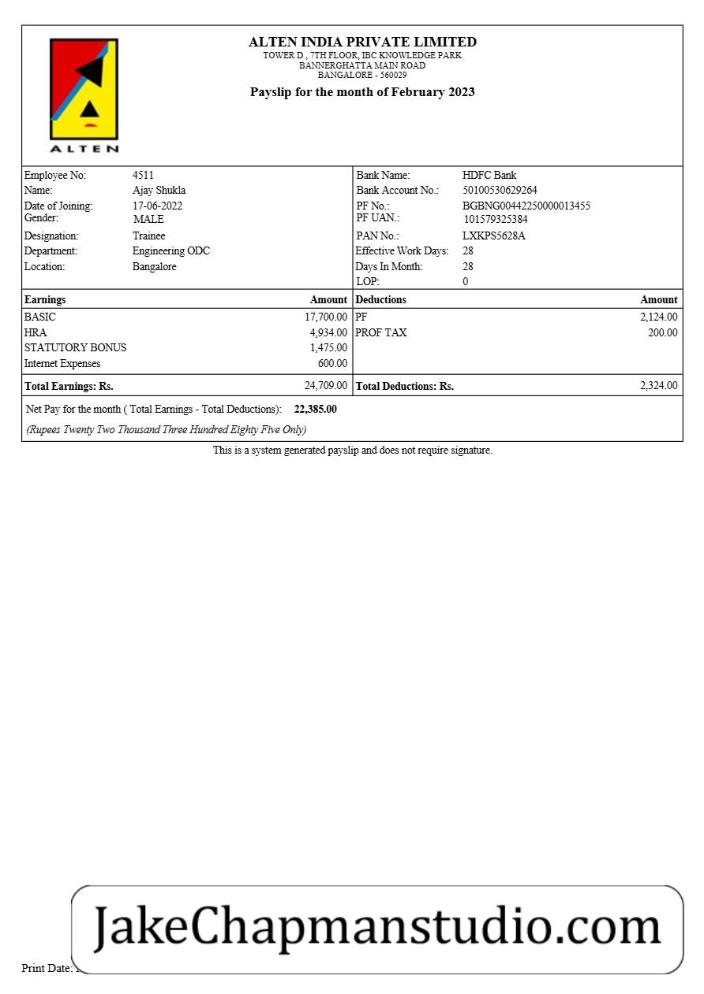 ALTEN
ALTEN INDIA PRIVATE LIMITED
TOWER D , 7TH FLOOR, IBC KNOWLEDGE PARK
BANNERGHATTA MAIN ROAD
BANGALORE - 560029
Payslip for the month of February 2023
Employee No: 4511 Bank Name: HDFC Bank
Name: Ajay Shukla Bank Account No.: 50100530629264
Date of Joining: 17-06-2022 PF No.: BGBNG00442250000013455
Gender: MALE PF UAN.: 101579325384
Designation: Trainee PAN No.: LXKPS5628A
Department: Engineering ODC Effective Work Days: 28
Location: Bangalore Days In Month: 28
LOP: 0
Earnings Amount Deductions Amount
BASIC 17,700.00 PF 2,124.00
HRA 4,934.00 PROF TAX 200.00
STATUTORY BONUS 1,475.00
Internet Expenses 600.00
Total Earnings: Rs. 24,709.00 Total Deductions: Rs. 2,324.00
Net Pay for the month ( Total Earnings - Total Deductions): 22,385.00
(Rupees Twenty Two Thousand Three Hundred Eighty Five Only)
This is a system generated payslip and does not require signature.
JakeChapmanstudio.com
Print Date: